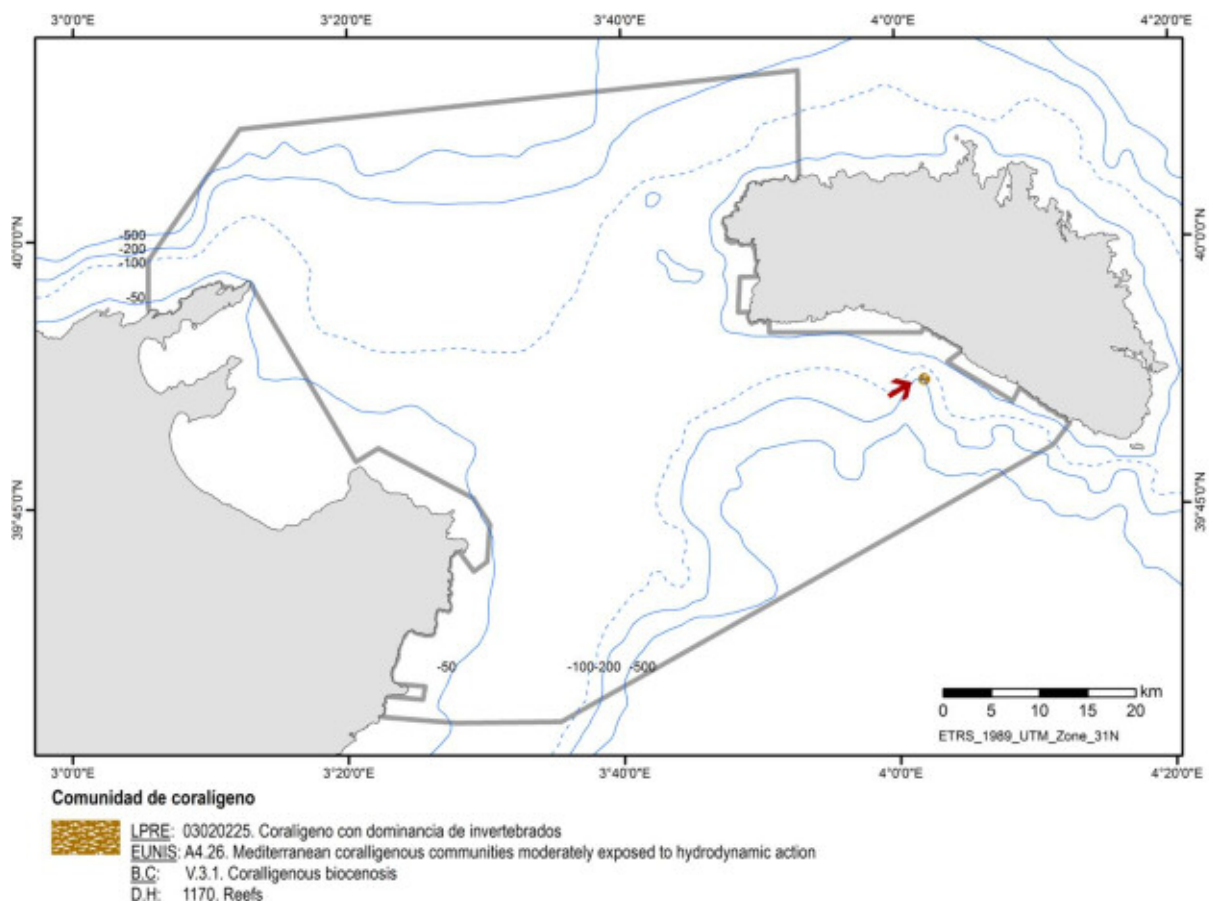 3°0'0"E 3°20'0"E 3°40'0"E 4°0'0"E 4°20'0"E
40°0'0"N
40°0'0"N
-500
-200
-100
-50
39°45'0"N
39°45'0"N
-50
-100
-200
-500
km
0 5 10 15 20
ETRS_1989_UTM_Zone_31N
3°0'0"E 3°20'0"E 3°40'0"E 4°0'0"E 4°20'0"E
Comunidad de coralígeno
LPRE: 03020225. Coralígeno con dominancia de invertebrados
EUNIS: A4.26. Mediterranean coralligenous communities moderately exposed to hydrodynamic action
B.C: V.3.1. Coralligenous biocenosis
D.H: 1170. Reefs